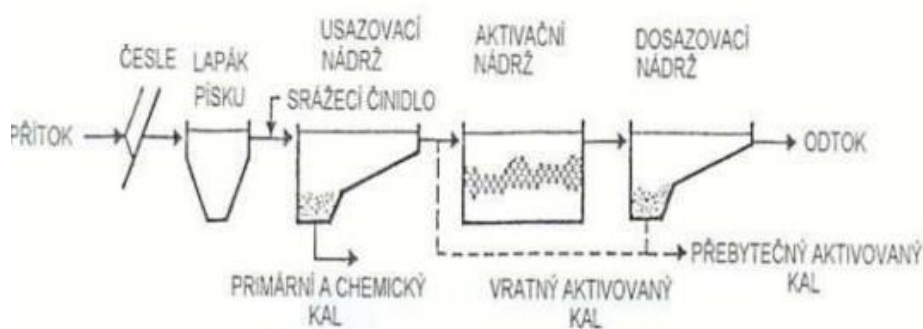 USAZOVACÍ
NÁDRŽ
AKTIVAČNÍ
NÁDRŽ
DOSAZOVACÍ
NÁDRŽ
ČESLE
LAPÁK
PÍSKU
SRÁŽECÍ ČINIDLO
PŘÍTOK
ODTOK
PRIMÁRNÍ A CHEMICKÝ
KAL
VRATNÝ AKTIVOVANÝ
KAL
PŘEBYTEČNÝ AKTIVOVANÝ
KAL